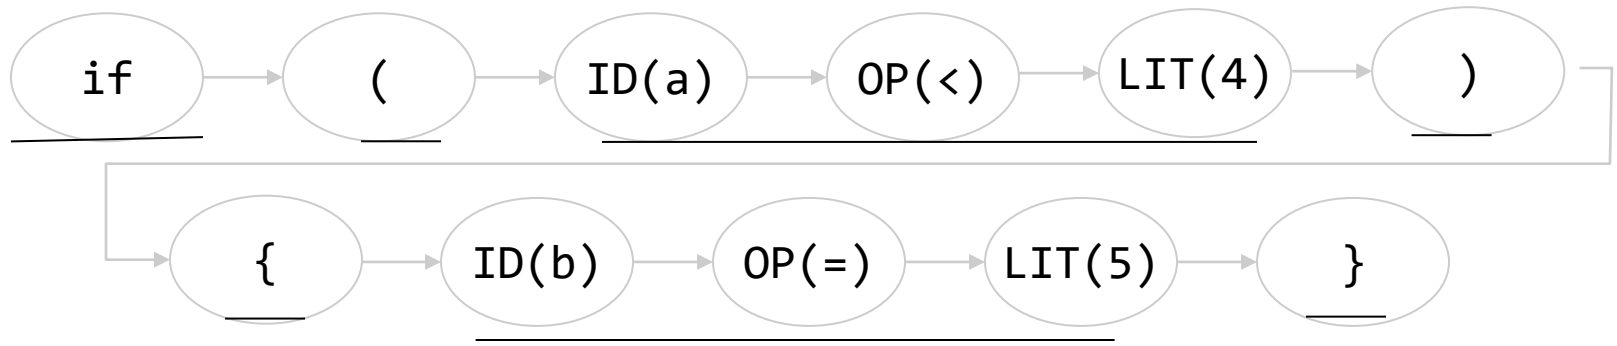 if ( ID(a) OP(<) LIT(4) )
{ ID(b) OP(=) LIT(5) }